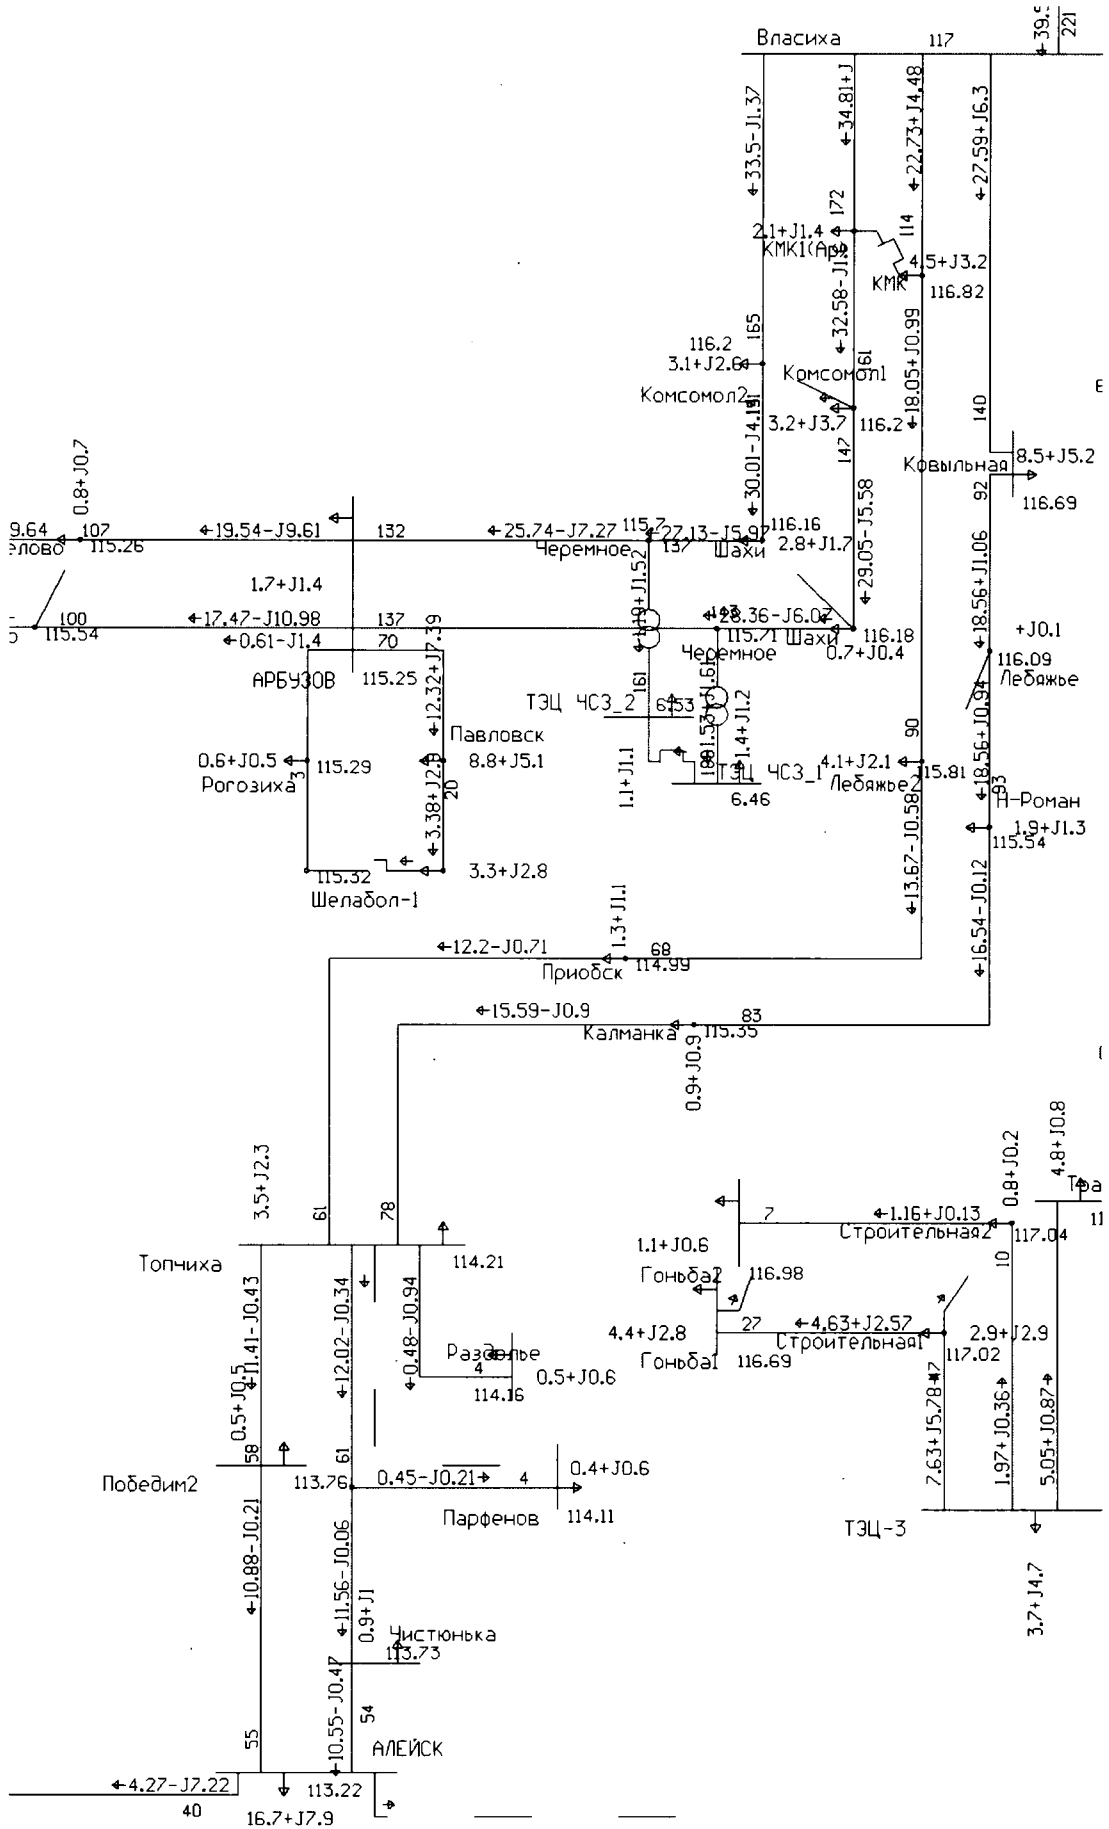 Власиха
117
221
33.5-J1.37
34.81+J
22.73+J4.48
27.59+J6.3
172
114
2.1+J1.4
4.5+J3.2
КМК
116.82
165
116.2
3.1+J2.6
Комсомол2
161
Комсомол1
3.2+J3.7
116.2
18.05+J0.99
140
147
Ковыльная
8.5+J5.2
116.69
92
0.8+J0.7
9.64
107
115.26
19.54-J9.61
132
25.74-J7.27
115.7
Черемное
137
27.13-J5.97
Шахи
116.16
2.8+J1.7
29.05-J5.58
18.56+J1.06
1.7+J1.4
100
115.54
17.47-J10.98
137
0.61-J1.4
70
АРБУЗОВ
115.25
12.32+J7.39
115.71
Шахи
116.18
0.7+J0.4
Черемное
+J0.1
116.09
Лебяжье
161
ТЭЦ ЧСЗ_2
6.53
1.53+J1.61
1.4+J1.2
90
18.56+J0.94
Павловск
0.6+J0.5
3
115.29
8.8+J5.1
Рогозиха
3.38+J2.9
20
1.1+J1.1
ТЭЦ ЧСЗ_1
6.46
4.1+J2.1
Лебяжье2
115.81
93
Н-Роман
1.9+J1.3
115.54
115.32
3.3+J2.8
Шелабол-1
13.67-J0.58
16.54-J0.12
12.2-J0.71
1.3+J1.1
68
Приобск
114.99
15.59-J0.9
83
Калманка
115.35
0.9+J0.9
3.5+J2.3
61
78
Топчиха
114.21
0.8+J0.2
4.8+J0.8
Тра
11
7
1.16+J0.13
Строительная2
117.04
1.1+J0.6
Гоньба2
116.98
10
11.41-J0.43
12.02-J0.34
0.48-J0.94
4.4+J2.8
27
4.63+J2.57
2.9+J2.9
Гоньба1
116.69
Строительная1
117.02
Раздолье
4
0.5+J0.6
114.16
0.5+J0.5
7.63+J5.78
1.97+J0.36
5.05+J0.87
58
61
Победим2
113.76
0.45-J0.21
4
0.4+J0.6
Парфенов
114.11
ТЭЦ-3
3.7+J4.7
10.88-J0.21
11.56-J0.06
0.9+J1
Чистюнька
113.73
55
10.55-J0.47
54
АЛЕЙСК
4.27-J7.22
113.22
40
16.7+J7.9